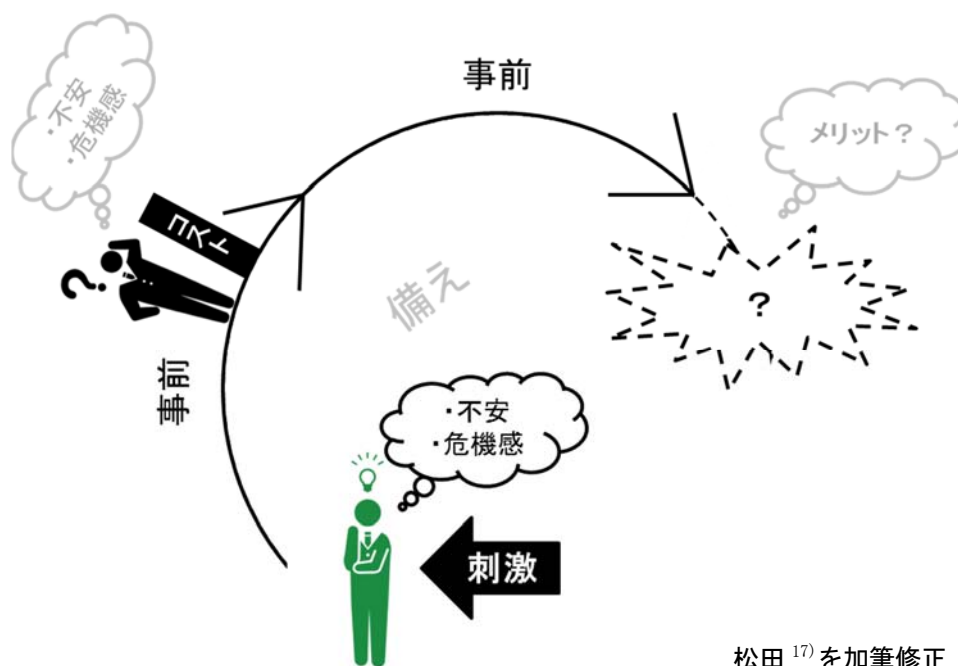 事前
・不安
・危機感
メリット？
コスト
?
備え
？
事前
・不安
・危機感
刺激
松田 17) を加筆修正